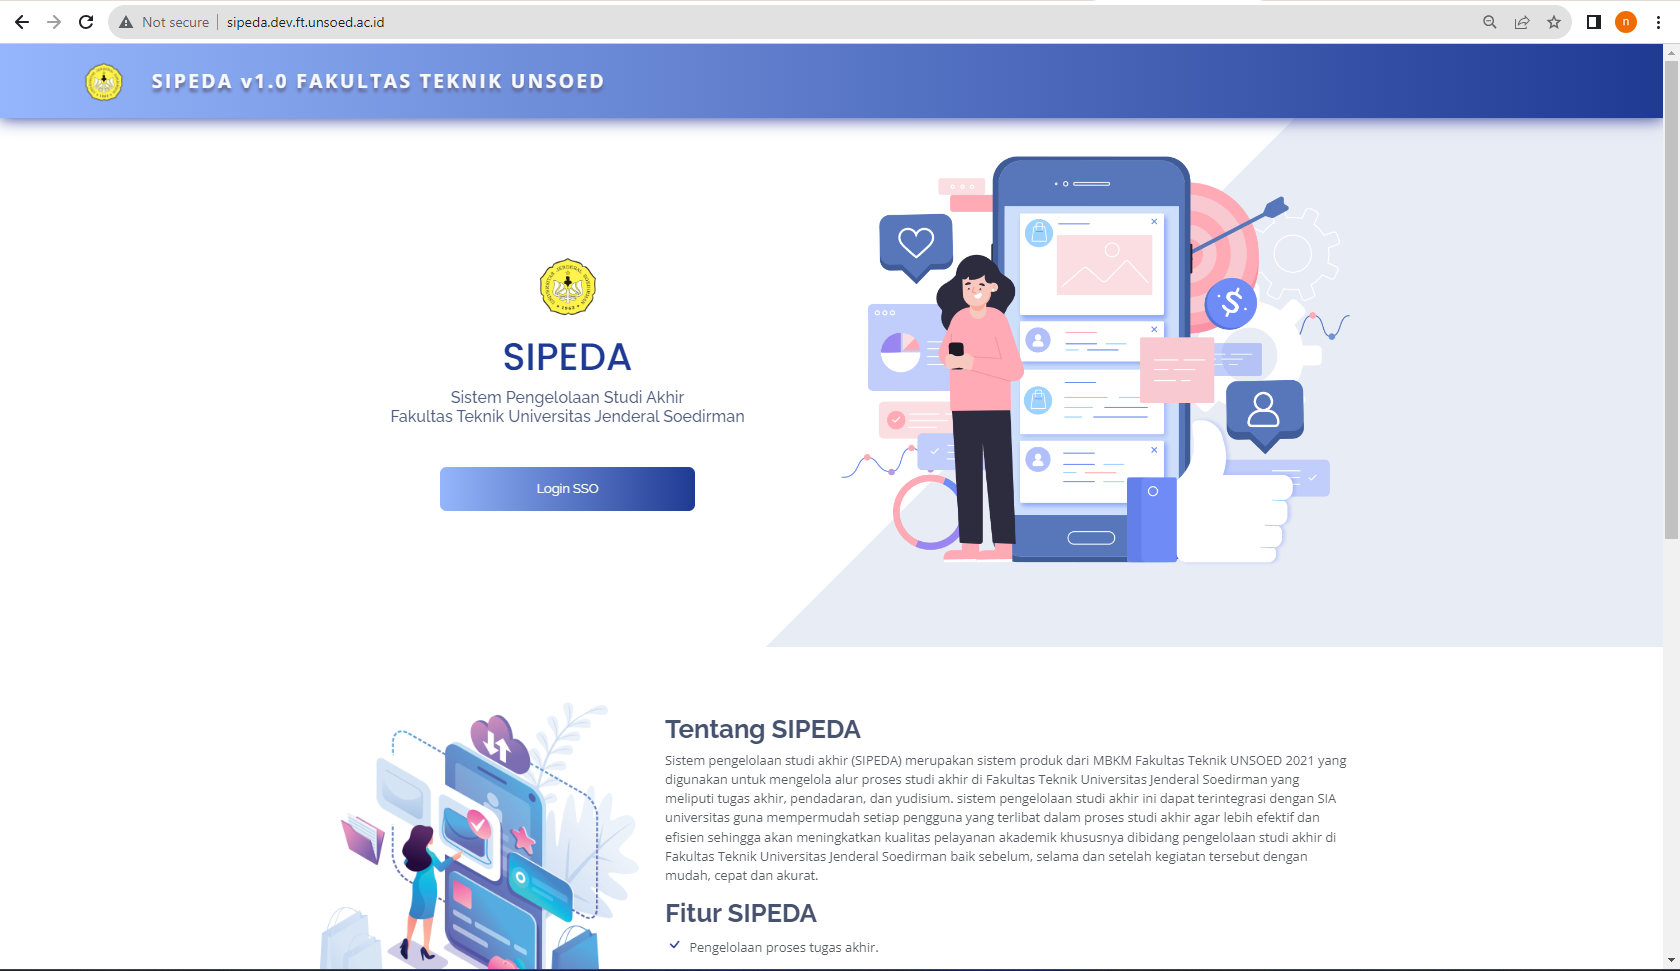 Not secure
sipeda.dev.ft.unsoed.ac.id
n
SIPEDA v1.0 FAKULTAS TEKNIK UNSOED
UNIVERSITAS JENDERAL SOEDIRMAN
1963
SIPEDA
Sistem Pengelolaan Studi Akhir
Fakultas Teknik Universitas Jenderal Soedirman
Login SSO
$
Tentang SIPEDA
Sistem pengelolaan studi akhir (SIPEDA) merupakan sistem produk dari MBKM Fakultas Teknik UNSOED 2021 yang
digunakan untuk mengelola alur proses studi akhir di Fakultas Teknik Universitas Jenderal Soedirman yang
meliputi tugas akhir, pendadaran, dan yudisium. sistem pengelolaan studi akhir ini dapat terintegrasi dengan SIA
universitas guna mempermudah setiap pengguna yang terlibat dalam proses studi akhir agar lebih efektif dan
efisien sehingga akan meningkatkan kualitas pelayanan akademik khususnya dibidang pengelolaan studi akhir di
Fakultas Teknik Universitas Jenderal Soedirman baik sebelum, selama dan setelah kegiatan tersebut dengan
mudah, cepat dan akurat.
Fitur SIPEDA
Pengelolaan proses tugas akhir.